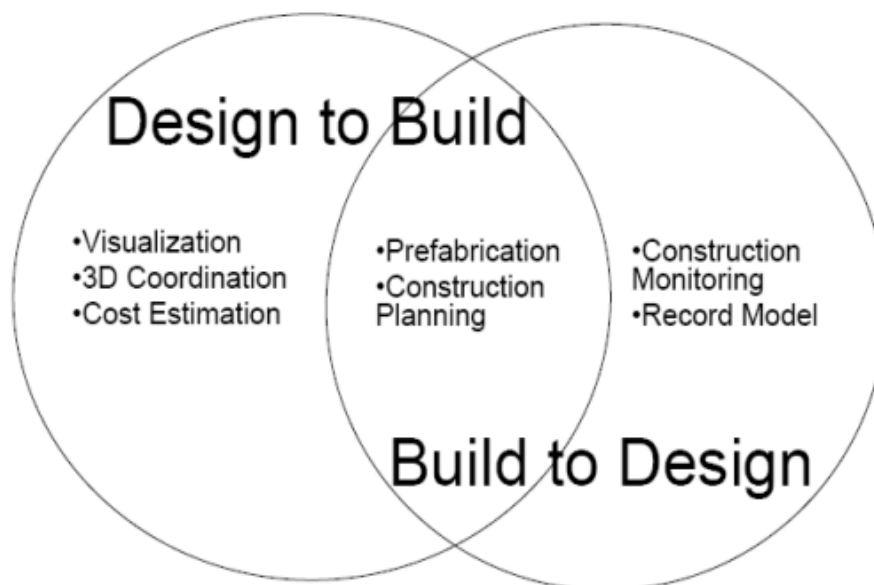 Design to Build
•Visualization
•3D Coordination
•Cost Estimation
•Prefabrication
•Construction
Planning
•Construction
Monitoring
•Record Model
Build to Design